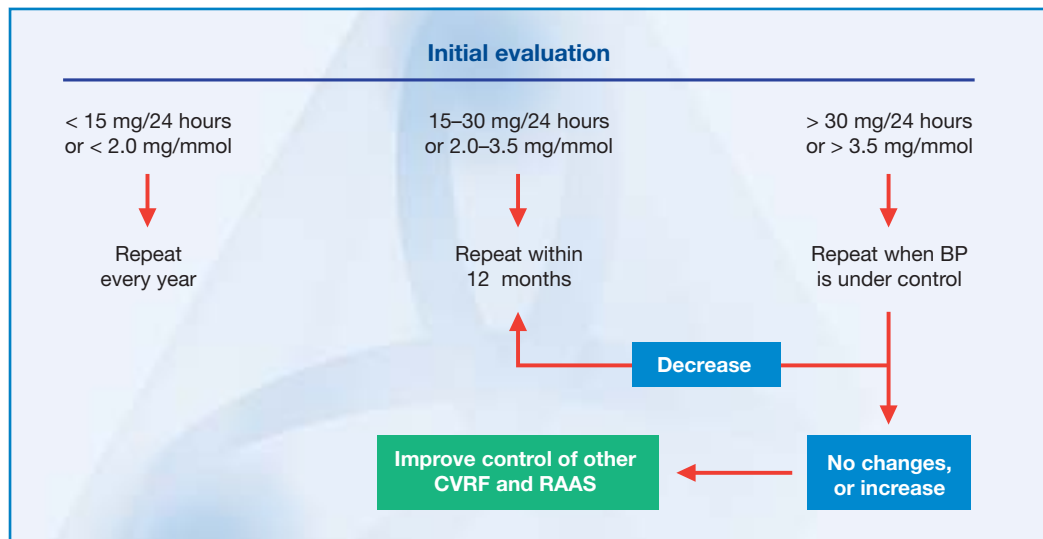 Initial evaluation
< 15 mg/24 hours
or < 2.0 mg/mmol
15–30 mg/24 hours
or 2.0–3.5 mg/mmol
> 30 mg/24 hours
or > 3.5 mg/mmol
Repeat
every year
Repeat within
12 months
Repeat when BP
is under control
Decrease
Improve control of other
CVRF and RAAS
No changes,
or increase